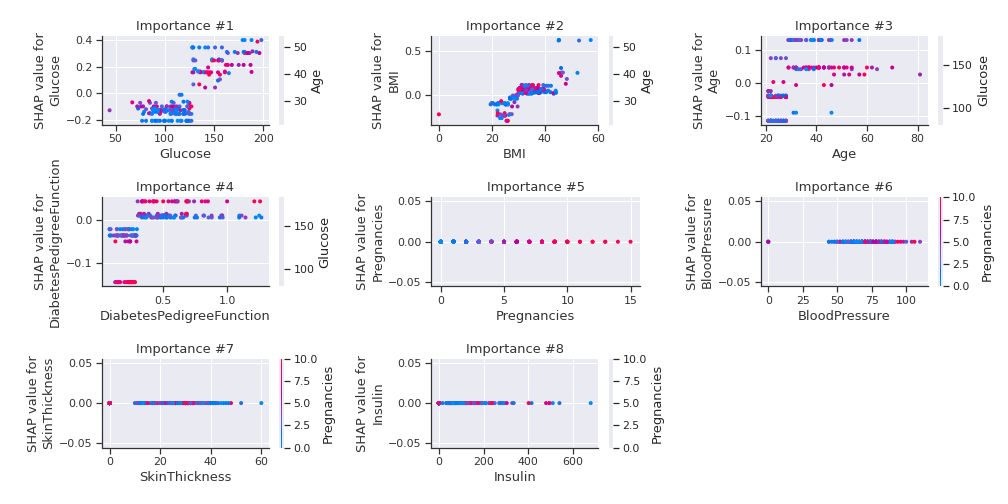 Importance #1
SHAP value for
Glucose
0.4
0.2
0.0
−0.2
50
100
150
200
Glucose
50
40
30
Age
Importance #2
SHAP value for
BMI
0.5
0.0
0
20
40
60
BMI
50
40
30
Age
Importance #3
SHAP value for
Age
0.1
0.0
−0.1
20
40
60
80
Age
150
100
Glucose
Importance #4
SHAP value for
DiabetesPedigreeFunction
0.0
−0.1
0.5
1.0
DiabetesPedigreeFunction
150
100
Glucose
Importance #5
SHAP value for
Pregnancies
0.05
0.00
−0.05
0
5
10
15
Pregnancies
Importance #6
SHAP value for
BloodPressure
0.05
0.00
−0.05
0
25
50
75
100
BloodPressure
10.0
7.5
5.0
2.5
0.0
Pregnancies
Importance #7
SHAP value for
SkinThickness
0.05
0.00
−0.05
0
20
40
60
SkinThickness
10.0
7.5
5.0
2.5
0.0
Pregnancies
Importance #8
SHAP value for
Insulin
0.05
0.00
−0.05
0
200
400
600
Insulin
10.0
7.5
5.0
2.5
0.0
Pregnancies